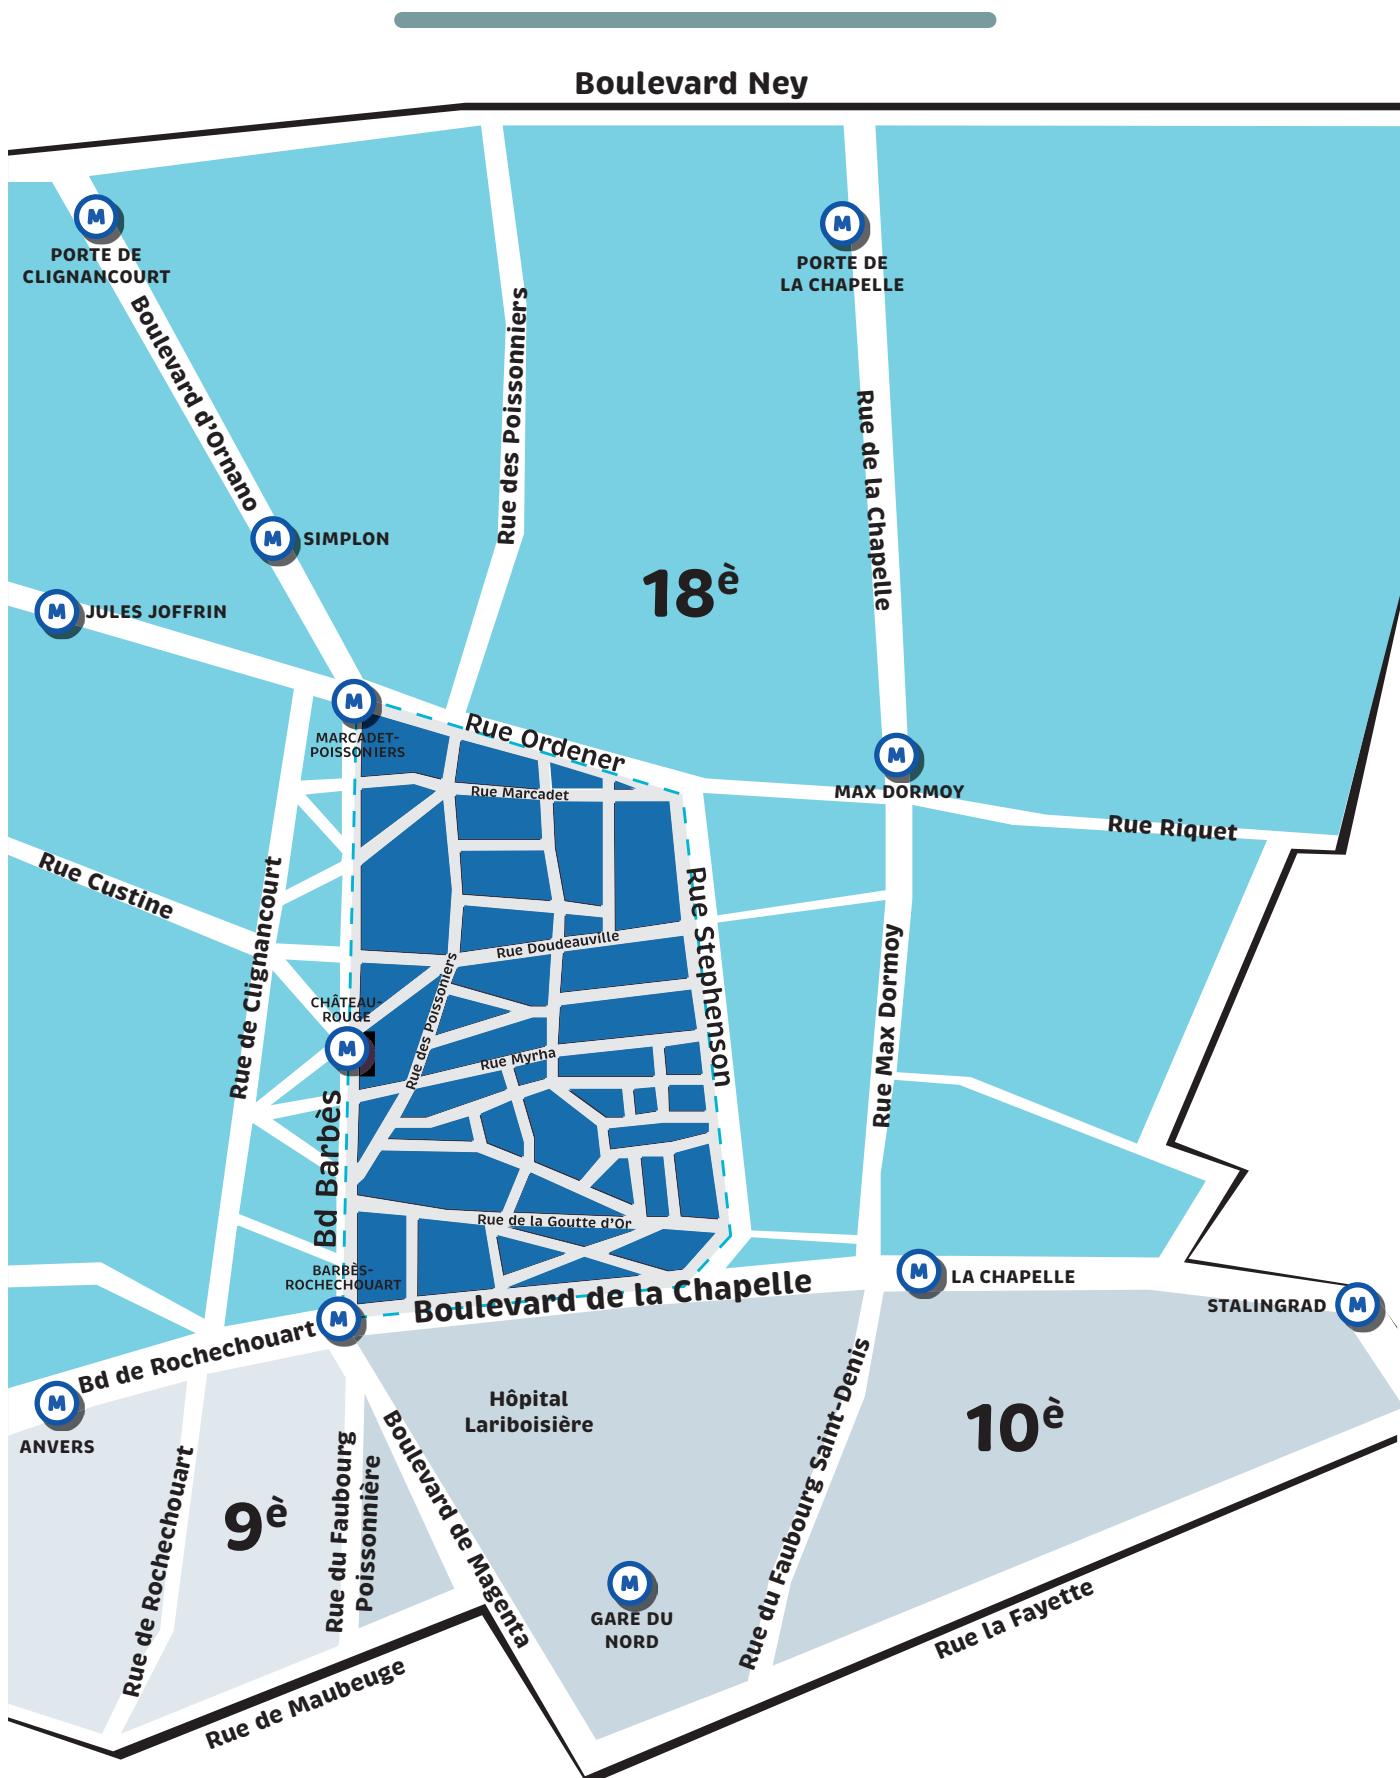 Boulevard Ney
M
PORTE DE
CLIGNANCOURT
M
PORTE DE
LA CHAPELLE
Boulevard d'Ornano
Rue des Poissonniers
Rue de la Chapelle
M
SIMPLON
18è
M
JULES JOFFRIN
M
MARCADET-
POISSONIERS
Rue Ordener
M
MAX DORMOY
Rue Marcadet
Rue Riquet
Rue Custine
Rue de Clignancourt
Rue Stephenson
Rue Doudeauville
Rue des Poissoniers
Rue Max Dormoy
CHÂTEAU-
ROUGE
M
Rue Myrha
Bd Barbès
Rue de la Goutte d'Or
BARBÈS-
ROCHECHOUART
M
Boulevard de la Chapelle
M
LA CHAPELLE
STALINGRAD
M
Bd de Rochechouart
M
ANVERS
Hôpital
Lariboisière
10è
9è
Rue de Rochechouart
Rue du Faubourg
Poissonnière
Boulevard de Magenta
Rue du Faubourg Saint-Denis
M
GARE DU
NORD
Rue la Fayette
Rue de Maubeuge